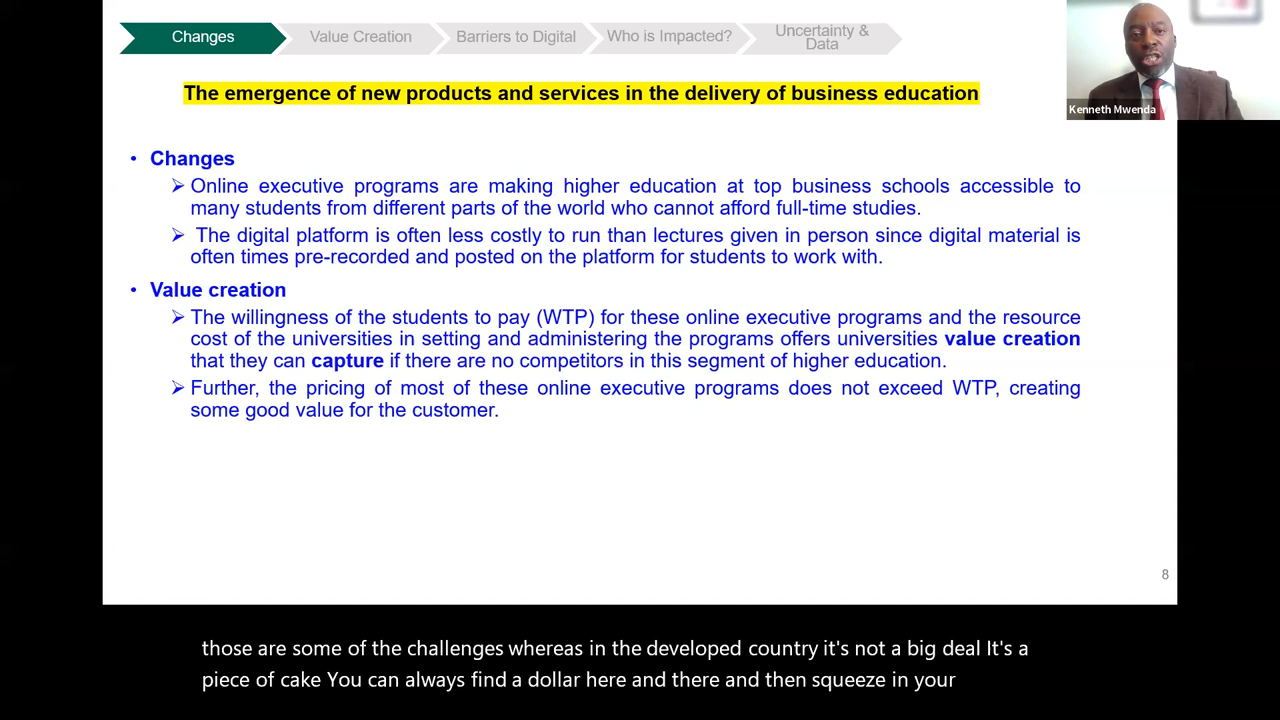 Changes
Value Creation
Barriers to Digital
Who is Impacted?
Uncertainty &
Data
Kenneth Mwenda
The emergence of new products and services in the delivery of business education
• Changes
➢ Online executive programs are making higher education at top business schools accessible to
many students from different parts of the world who cannot afford full-time studies.
➢ The digital platform is often less costly to run than lectures given in person since digital material is
often times pre-recorded and posted on the platform for students to work with.
• Value creation
➢ The willingness of the students to pay (WTP) for these online executive programs and the resource
cost of the universities in setting and administering the programs offers universities value creation
that they can capture if there are no competitors in this segment of higher education.
➢ Further, the pricing of most of these online executive programs does not exceed WTP, creating
some good value for the customer.
8
those are some of the challenges whereas in the developed country it's not a big deal It's a
piece of cake You can always find a dollar here and there and then squeeze in your